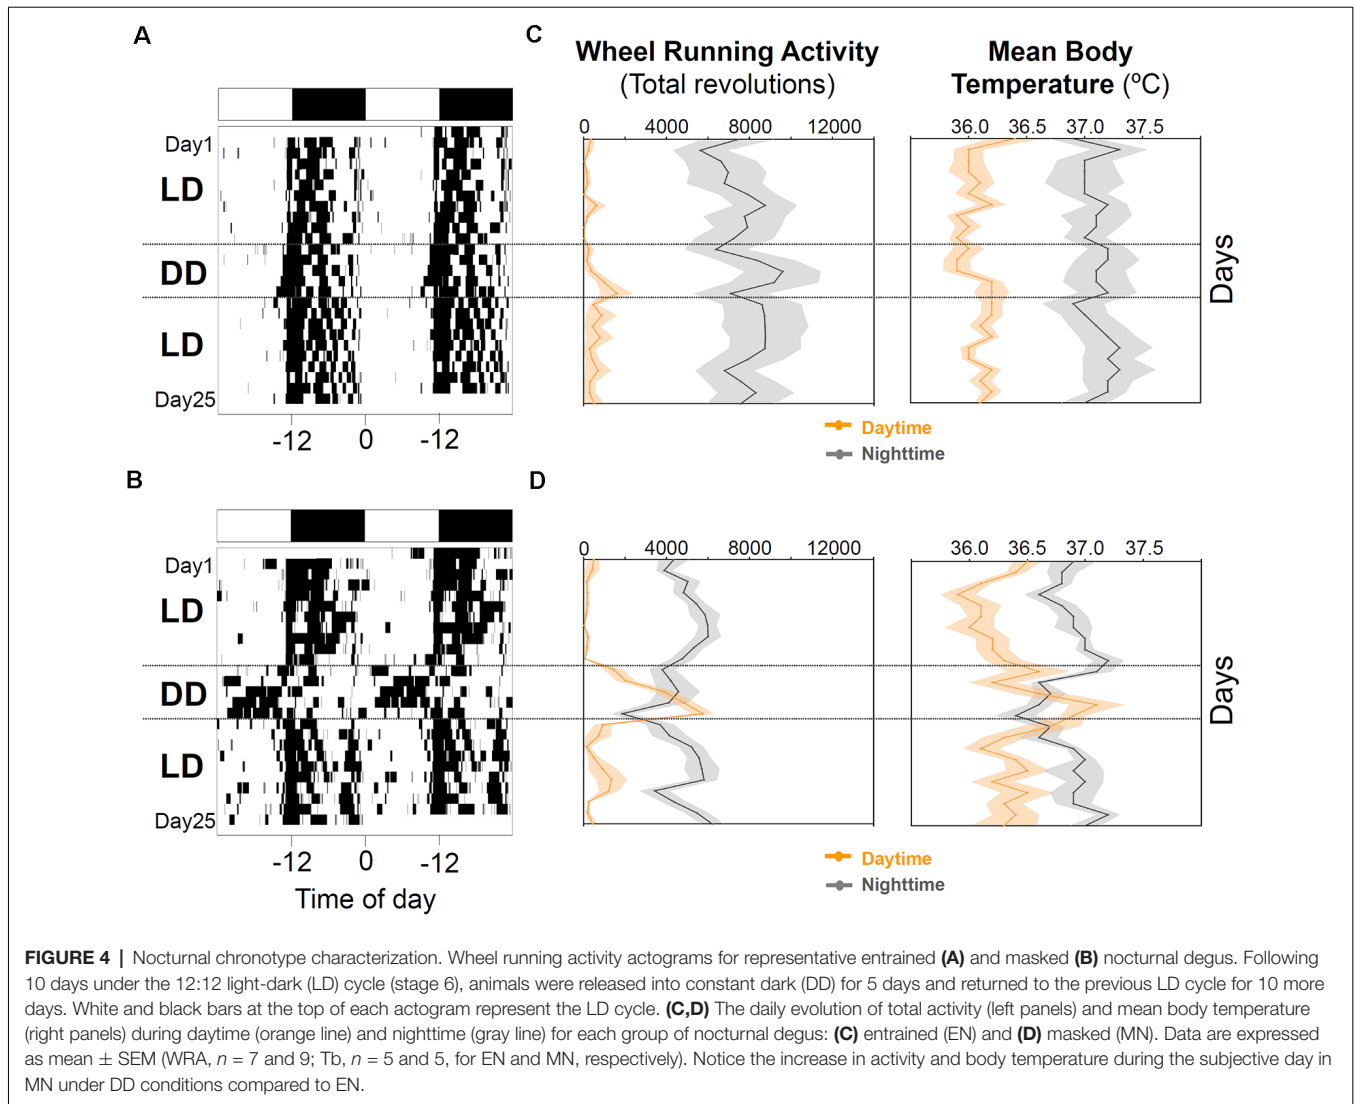 A
Day1
LD
DD
LD
Day25
-12 0 -12
C
Wheel Running Activity
(Total revolutions)
0 4000 8000 12000
Mean Body
Temperature (ºC)
36.0 36.5 37.0 37.5
Days
Daytime
Nighttime
B
Day1
LD
DD
LD
Day25
-12 0 -12
Time of day
D
0 4000 8000 12000
36.0 36.5 37.0 37.5
Days
Daytime
Nighttime
FIGURE 4 | Nocturnal chronotype characterization. Wheel running activity actograms for representative entrained (A) and masked (B) nocturnal degus. Following
10 days under the 12:12 light-dark (LD) cycle (stage 6), animals were released into constant dark (DD) for 5 days and returned to the previous LD cycle for 10 more
days. White and black bars at the top of each actogram represent the LD cycle. (C,D) The daily evolution of total activity (left panels) and mean body temperature
(right panels) during daytime (orange line) and nighttime (gray line) for each group of nocturnal degus: (C) entrained (EN) and (D) masked (MN). Data are expressed
as mean ± SEM (WRA, n = 7 and 9; Tb, n = 5 and 5, for EN and MN, respectively). Notice the increase in activity and body temperature during the subjective day in
MN under DD conditions compared to EN.